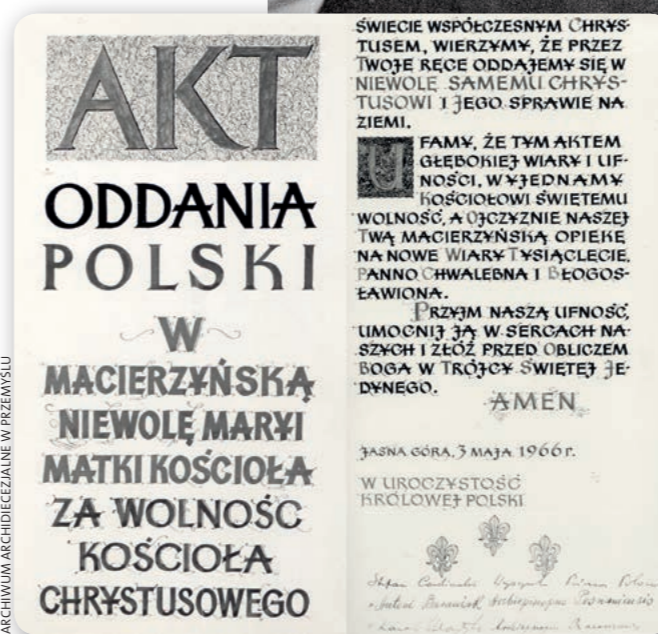 AKT
ODDANIA
POLSKI
W
MACIERZYŃSKĄ
NIEWOLĘ MARYI
MATKI KOŚCIOŁA
ZA WOLNOŚC
KOŚCIOŁA
CHRYSTUSOWEGO
ŚWIECIE WSPÓŁCZESNYM CHRYS-
TUSEM, WIERZYMY, ŻE PRZEZ
TWOJE RĘCE ODDAJEMY SIĘ W
NIEWOLĘ SAMEMU CHRYS-
TUSOWI I JEGO SPRAWIE NA
ZIEMI.
UFAMY, ŻE TYM AKTEM
GŁĘBOKIEJ WIARY I UF-
NOŚCI, WYJEDNAMY
KOŚCIOŁOWI ŚWIĘTEMU
WOLNOŚĆ, A OJCZYZNIE NASZEJ
TWĄ MACIERZYŃSKĄ OPIEKĘ
NA NOWE WIARY TYSIĄCLECIE.
PANNO CHWALEBNA I BŁOGOS-
ŁAWIONA.
PRZYJM NASZĄ UFNOŚĆ,
UMOCNIJ JĄ W SERCACH NA-
SZYCH I ZŁÓŻ PRZED OBLICZEM
BOGA W TRÓJCY ŚWIĘTEJ JE-
DYNEGO.
AMEN
JASNA GÓRA, 3 MAJA 1966 r.
W UROCZYSTOŚĆ
KRÓLOWEJ POLSKI
Stefan
Antoni Baraniak
ARCHIWUM ARCHIDIECEZJALNE W PRZEMYŚLU